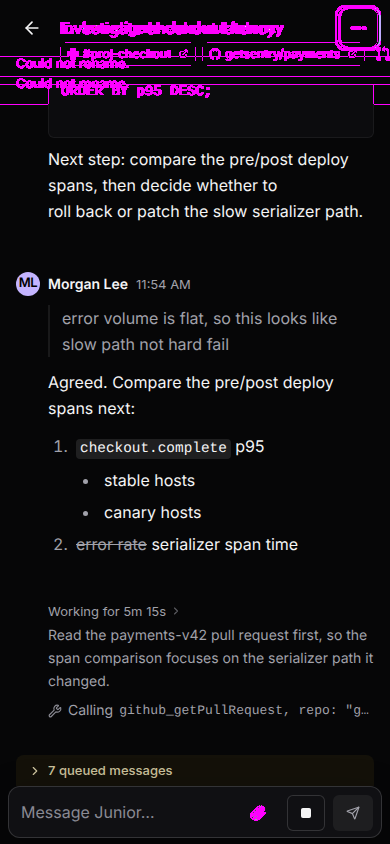 #proj-checkout
getsentry/payments
Could not rename.
Could not rename.
ORDER BY p95 DESC;
Next step: compare the pre/post deploy
spans, then decide whether to
roll back or patch the slow serializer path.
ML Morgan Lee 11:54 AM
error volume is flat, so this looks like
slow path not hard fail
Agreed. Compare the pre/post deploy
spans next:
1. checkout.complete p95
• stable hosts
• canary hosts
2. error rate serializer span time
Working for 5m 15s
Read the payments-v42 pull request first, so the
span comparison focuses on the serializer path it
changed.
Calling github_getPullRequest, repo: "g…
7 queued messages
Message Junior...